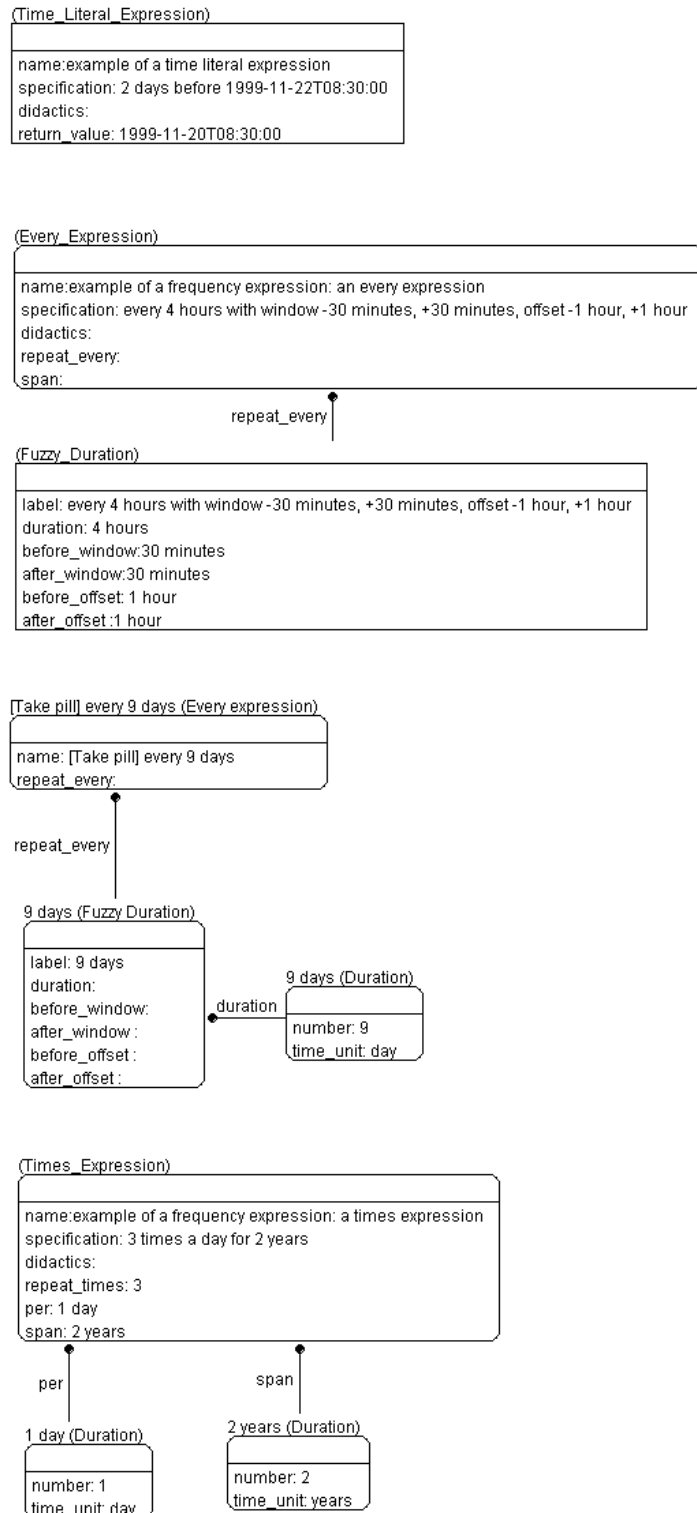 (Time_Literal_Expression)
name:example of a time literal expression
specification: 2 days before 1999-11-22T08:30:00
didactics:
return_value: 1999-11-20T08:30:00
(Every_Expression)
name:example of a frequency expression: an every expression
specification: every 4 hours with window -30 minutes, +30 minutes, offset -1 hour, +1 hour
didactics:
repeat_every:
span:
repeat_every
(Fuzzy_Duration)
label: every 4 hours with window -30 minutes, +30 minutes, offset -1 hour, +1 hour
duration: 4 hours
before_window:30 minutes
after_window:30 minutes
before_offset: 1 hour
after_offset :1 hour
[Take pill] every 9 days (Every expression)
name: [Take pill] every 9 days
repeat_every:
repeat_every
9 days (Fuzzy Duration)
label: 9 days
duration:
before_window:
after_window :
before_offset :
after_offset :
duration
9 days (Duration)
number: 9
time_unit: day
(Times_Expression)
name:example of a frequency expression: a times expression
specification: 3 times a day for 2 years
didactics:
repeat_times: 3
per: 1 day
span: 2 years
per
span
1 day (Duration)
number: 1
time_unit: day
2 years (Duration)
number: 2
time_unit: years